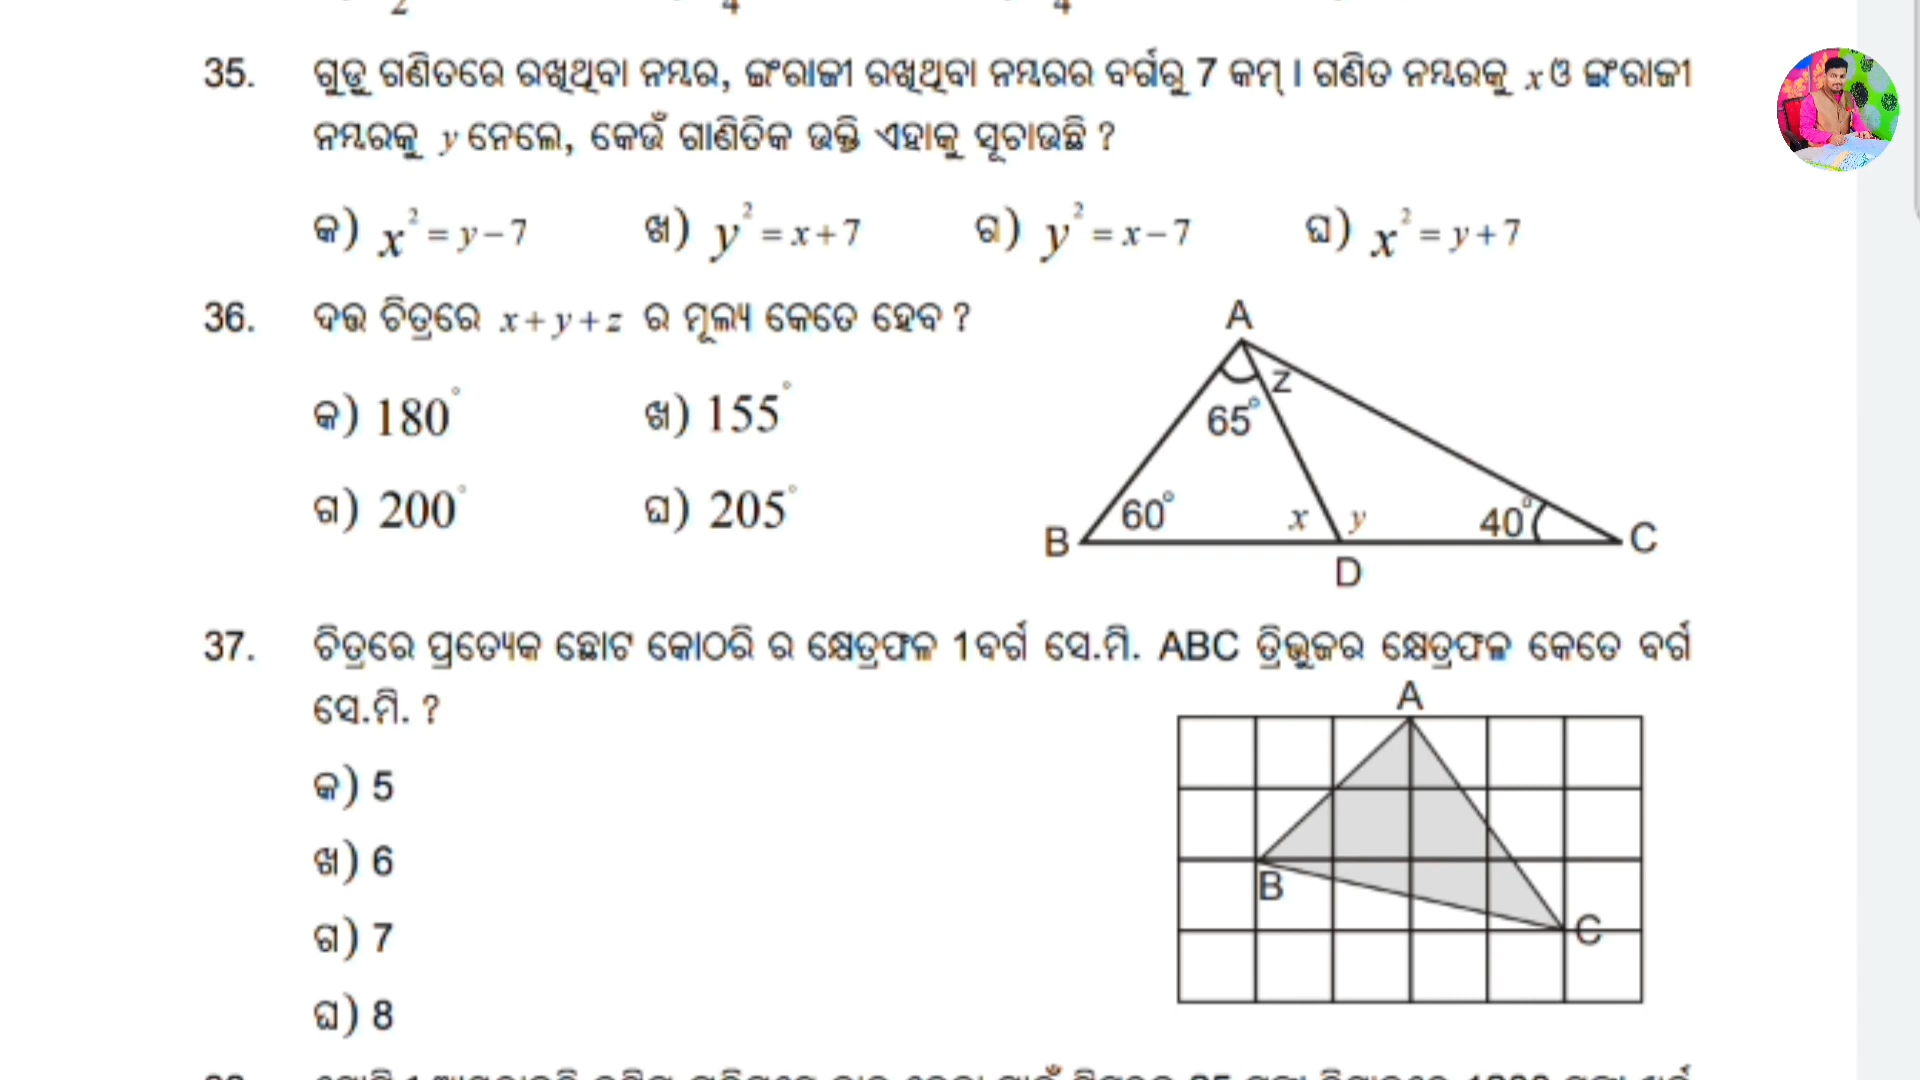 35. ଗୁଡୁ ଗଣିତରେ ରଖିଥିବା ନମ୍ବର, ଇଂରାଜୀ ରଖିଥିବା ନମ୍ବରର ବର୍ଗରୁ 7 କମ୍ । ଗଣିତ ନମ୍ବରକୁ x ଓ ଇଂରାଜୀ
ନମ୍ବରକୁ y ନେଲେ, କେଉଁ ଗାଣିତିକ ଉକ୍ତି ଏହାକୁ ସୂଚାଉଛି ?
କ) x² = y – 7 ଖ) y² = x + 7 ଗ) y² = x – 7 ଘ) x² = y + 7
36. ଦତ୍ତ ଚିତ୍ରରେ x + y + z ର ମୂଲ୍ୟ କେତେ ହେବ ?
କ) 180° ଖ) 155°
ଗ) 200° ଘ) 205°
A
z
65°
60° x y 40°
B C
D
37. ଚିତ୍ରରେ ପ୍ରତ୍ୟେକ ଛୋଟ କୋଠରି ର କ୍ଷେତ୍ରଫଳ 1ବର୍ଗ ସେ.ମି. ABC ତ୍ରିଭୁଜର କ୍ଷେତ୍ରଫଳ କେତେ ବର୍ଗ
ସେ.ମି. ?
କ) 5
ଖ) 6
ଗ) 7
ଘ) 8
A
B
C